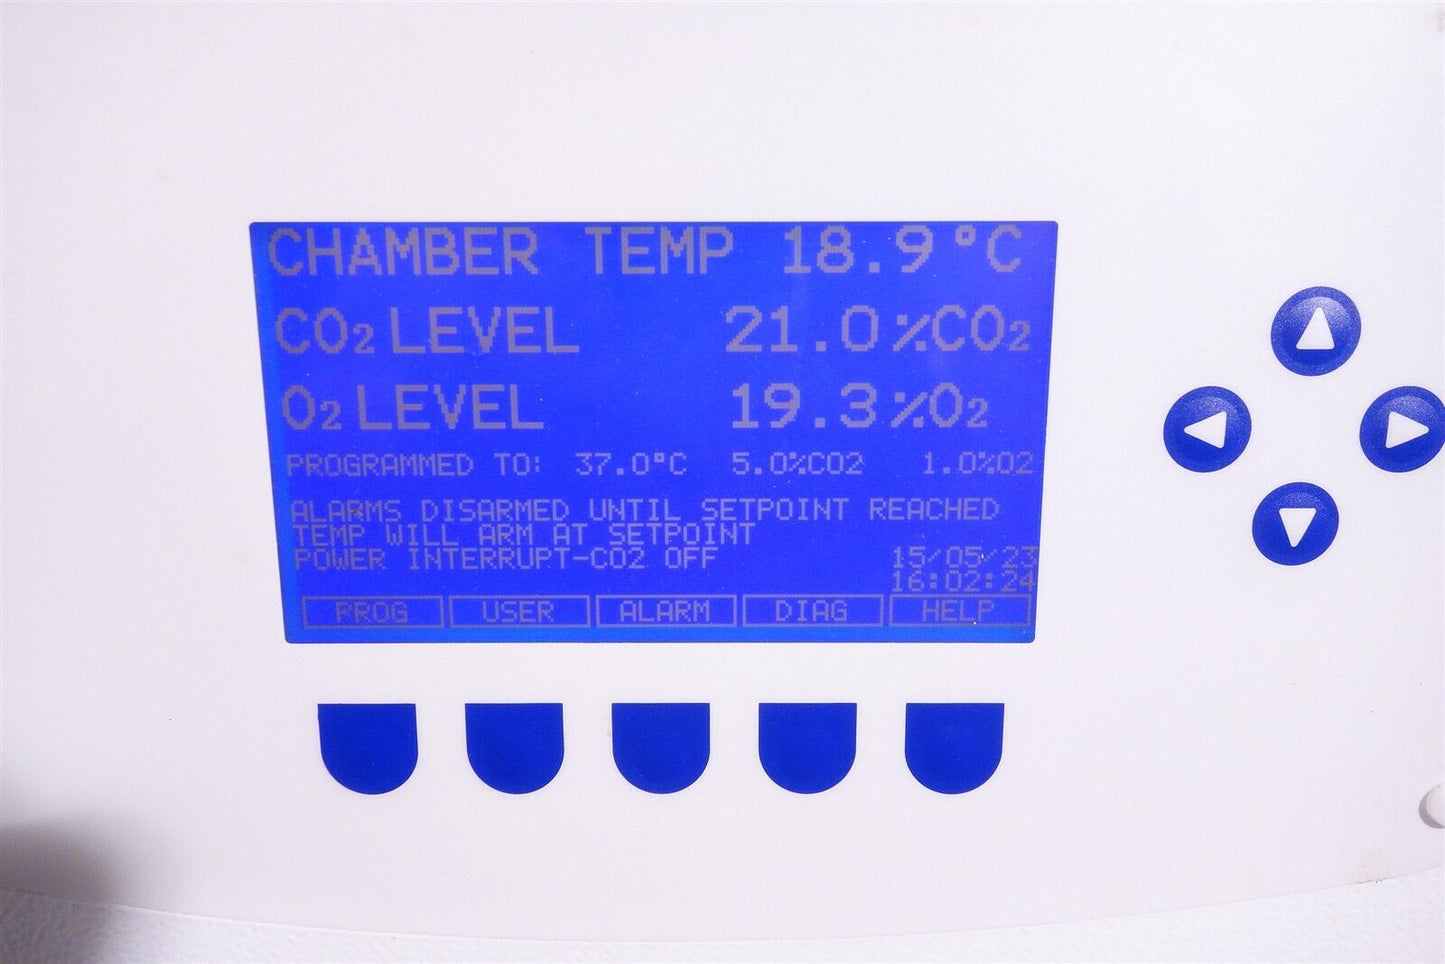 CHAMBER TEMP 18.9°C
CO₂ LEVEL 21.0%CO₂
O₂ LEVEL 19.3%O₂
PROGRAMMED TO: 37.0°C 5.0%CO2 1.0%O2
ALARMS DISARMED UNTIL SETPOINT REACHED
TEMP WILL ARM AT SETPOINT
POWER INTERRUPT-CO2 OFF 15/05/23
16:02:24
PROG USER ALARM DIAG HELP